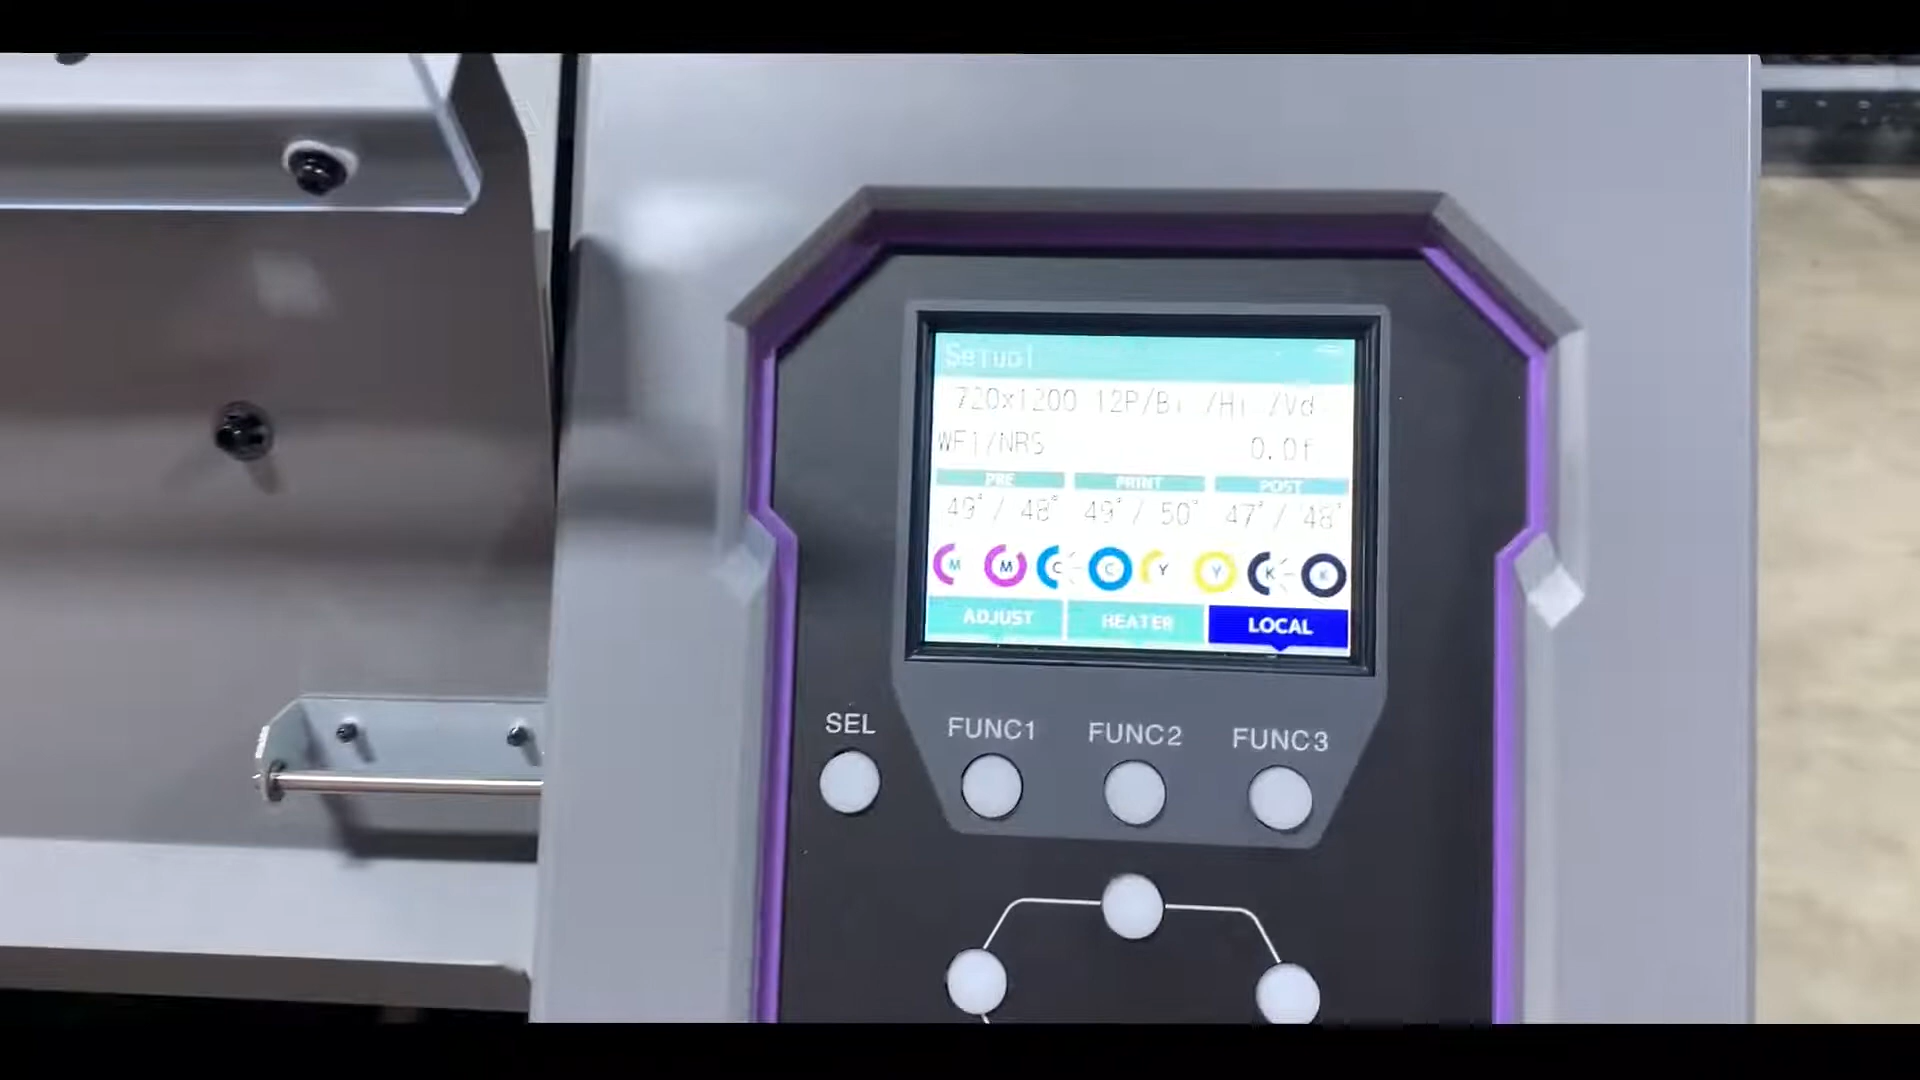 Setup1
720x1200 12P/Bi /Hi /Vd
WF1/NRS 0.0f
PRE PRINT POST
49°/ 48° 49°/ 50° 47°/ 48°
M M C C Y Y K K
ADJUST HEATER LOCAL
SEL FUNC1 FUNC2 FUNC3